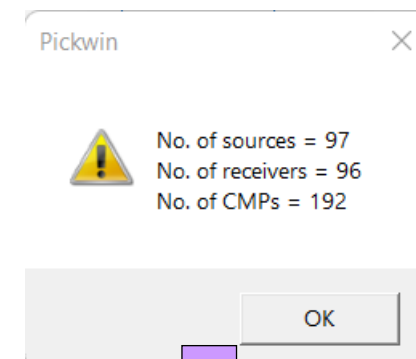 Pickwin
No. of sources = 97
No. of receivers = 96
No. of CMPs = 192
OK